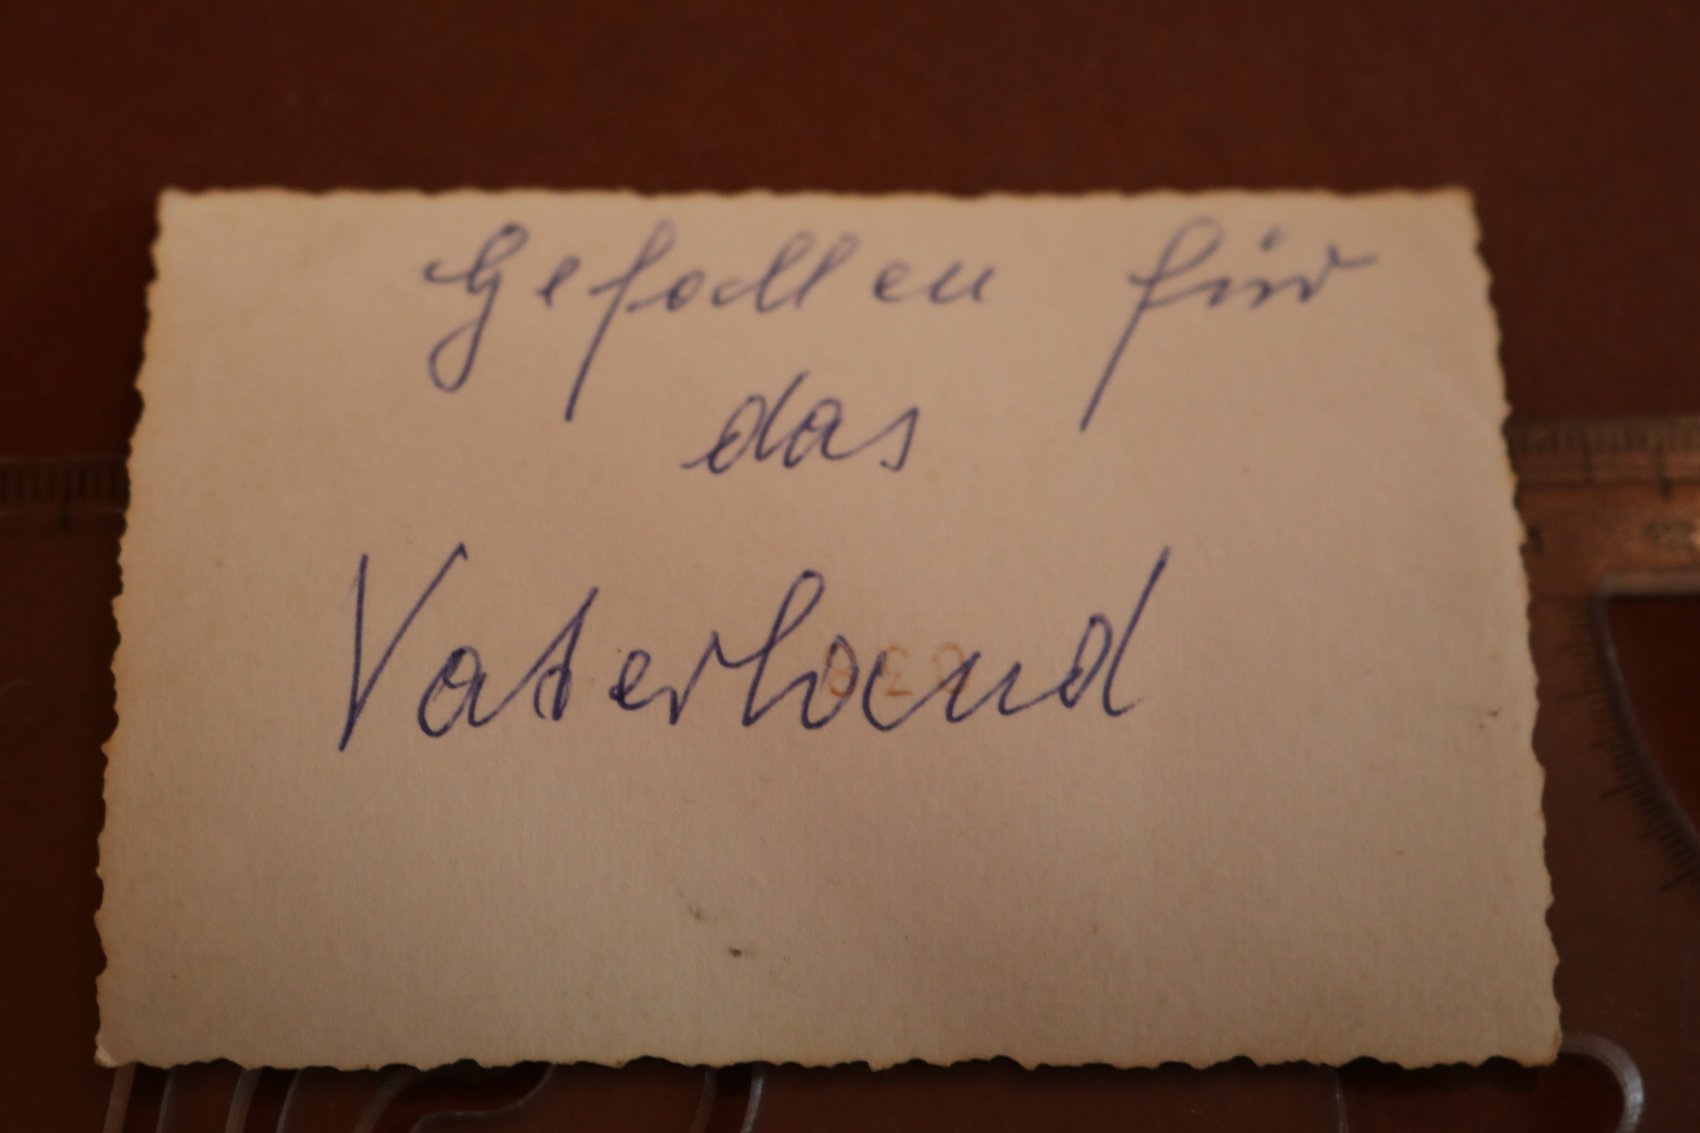 Gefallen für
das
Vaterland